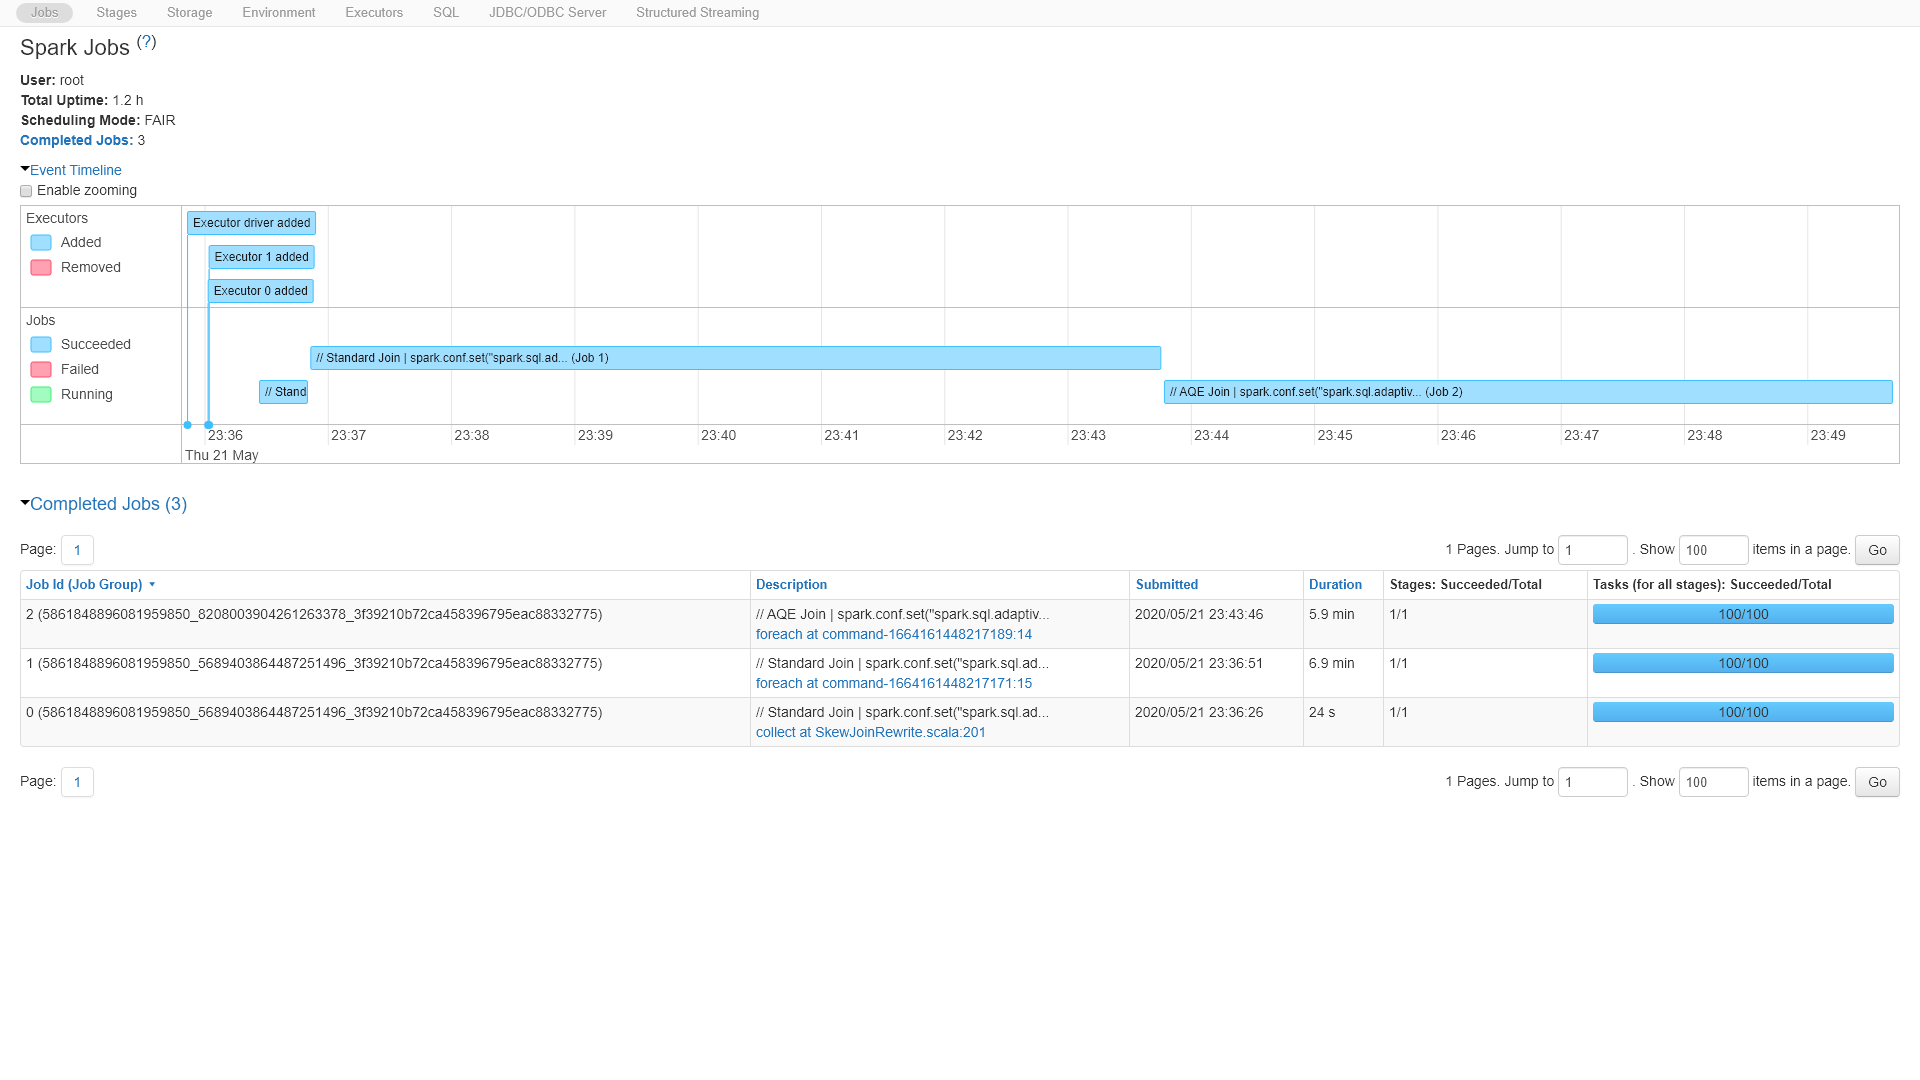 Jobs Stages Storage Environment Executors SQL JDBC/ODBC Server Structured Streaming
Spark Jobs (?)
User: root
Total Uptime: 1.2 h
Scheduling Mode: FAIR
Completed Jobs: 3
Event Timeline
Enable zooming
Executors
Added
Removed
Executor driver added
Executor 1 added
Executor 0 added
Jobs
Succeeded
Failed
Running
// Standard Join | spark.conf.set("spark.sql.ad... (Job 1)
// Stand
// AQE Join | spark.conf.set("spark.sql.adaptiv... (Job 2)
23:36 23:37 23:38 23:39 23:40 23:41 23:42 23:43 23:44 23:45 23:46 23:47 23:48 23:49
Thu 21 May
Completed Jobs (3)
Page: 1 1 Pages. Jump to 1 . Show 100 items in a page. Go
Job Id (Job Group) Description Submitted Duration Stages: Succeeded/Total Tasks (for all stages): Succeeded/Total
2 (5861848896081959850_8208003904261263378_3f39210b72ca458396795eac88332775) // AQE Join | spark.conf.set("spark.sql.adaptiv... 2020/05/21 23:43:46 5.9 min 1/1 100/100
foreach at command-1664161448217189:14
1 (5861848896081959850_5689403864487251496_3f39210b72ca458396795eac88332775) // Standard Join | spark.conf.set("spark.sql.ad... 2020/05/21 23:36:51 6.9 min 1/1 100/100
foreach at command-1664161448217171:15
0 (5861848896081959850_5689403864487251496_3f39210b72ca458396795eac88332775) // Standard Join | spark.conf.set("spark.sql.ad... 2020/05/21 23:36:26 24 s 1/1 100/100
collect at SkewJoinRewrite.scala:201
Page: 1 1 Pages. Jump to 1 . Show 100 items in a page. Go